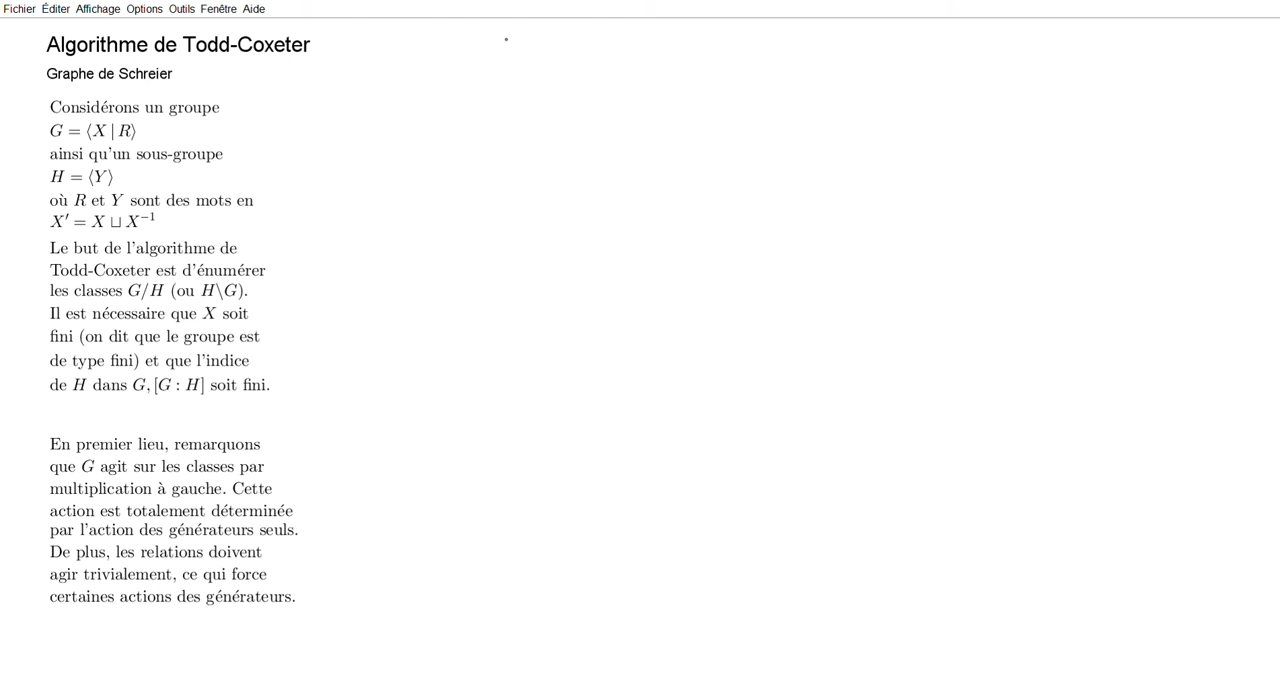 Fichier Éditer Affichage Options Outils Fenêtre Aide
Algorithme de Todd-Coxeter
Graphe de Schreier
Considérons un groupe
G = ⟨X | R⟩
ainsi qu'un sous-groupe
H = ⟨Y⟩
où R et Y sont des mots en
X′ = X ⊔ X⁻¹
Le but de l'algorithme de
Todd-Coxeter est d'énumérer
les classes G/H (ou H\G).
Il est nécessaire que X soit
fini (on dit que le groupe est
de type fini) et que l'indice
de H dans G, [G : H] soit fini.
En premier lieu, remarquons
que G agit sur les classes par
multiplication à gauche. Cette
action est totalement déterminée
par l'action des générateurs seuls.
De plus, les relations doivent
agir trivialement, ce qui force
certaines actions des générateurs.